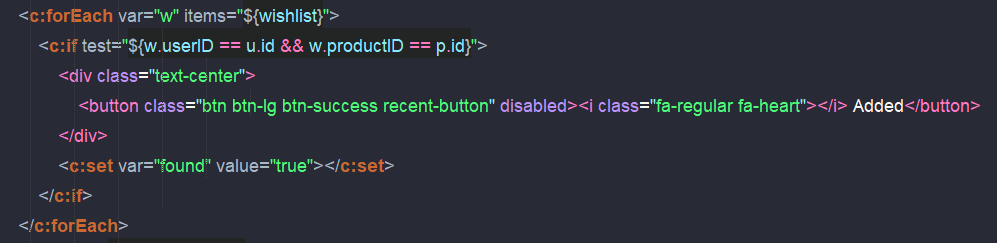 <c:forEach var="w" items="${wishlist}">
<c:if test="${w.userID == u.id && w.productID == p.id}">
<div class="text-center">
<button class="btn btn-lg btn-success recent-button" disabled><i class="fa-regular fa-heart"></i> Added</button>
</div>
<c:set var="found" value="true"></c:set>
</c:if>
</c:forEach>